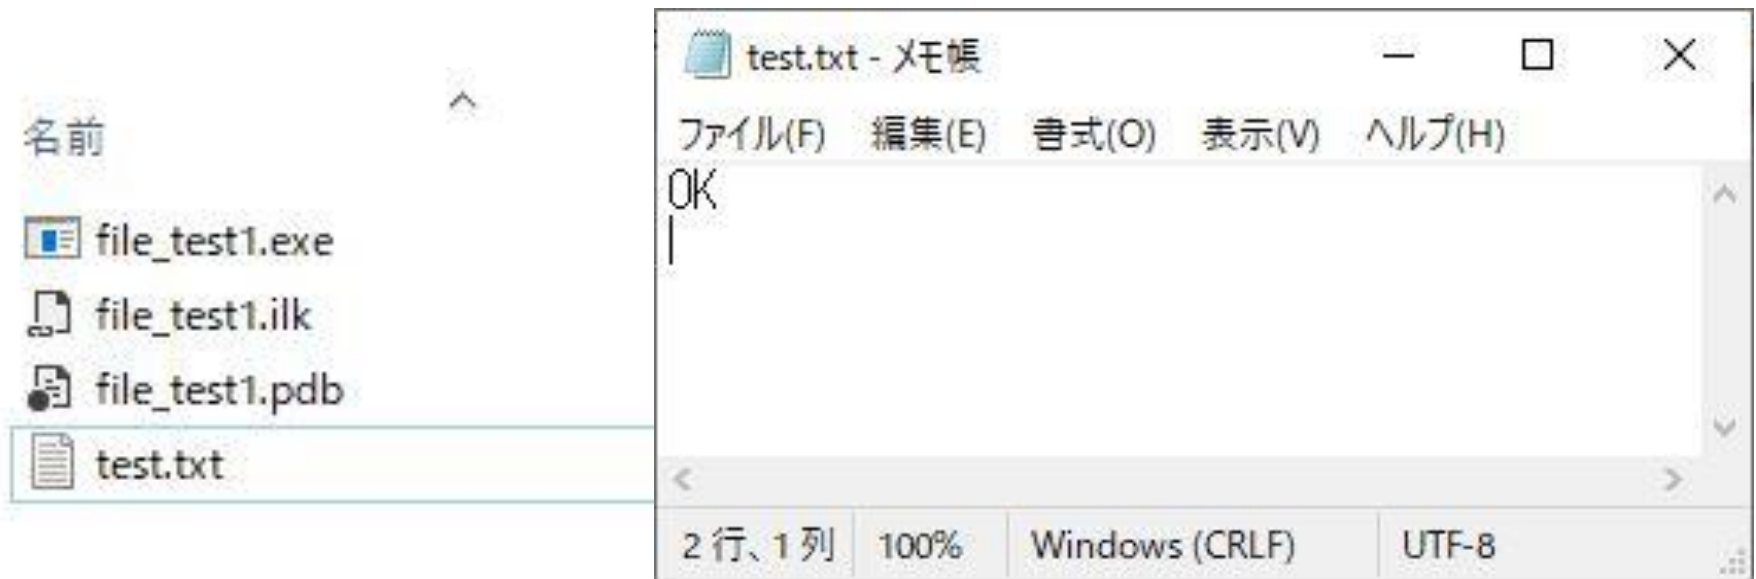 名前
file_test1.exe
file_test1.ilk
file_test1.pdb
test.txt
test.txt - メモ帳
ファイル(F) 編集(E) 書式(O) 表示(V) ヘルプ(H)
OK
2 行、1 列 100% Windows (CRLF) UTF-8